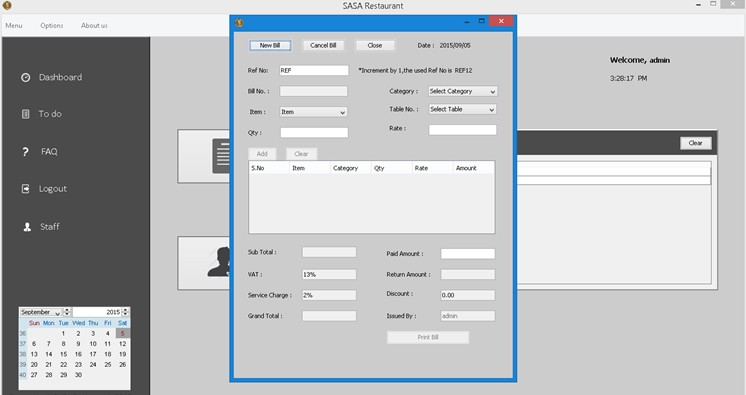 SASA Restaurant
Menu Options About us
Dashboard
To do
FAQ
Logout
Staff
September 2015
Sun Mon Tue Wed Thu Fri Sat
36 1 2 3 4 5
37 6 7 8 9 10 11 12
38 13 14 15 16 17 18 19
39 20 21 22 23 24 25 26
40 27 28 29 30
New Bill Cancel Bill Close Date : 2015/09/05
Ref No: REF *Increment by 1,the used Ref No is REF12
Bill No. : Category : Select Category
Item : Item Table No. : Select Table
Qty : Rate :
Add Clear
S.No Item Category Qty Rate Amount
Sub Total : Paid Amount :
VAT : 13% Return Amount :
Service Charge : 2% Discount : 0.00
Grand Total : Issued By : admin
Print Bill
Welcome, admin
3:28:17 PM
Clear